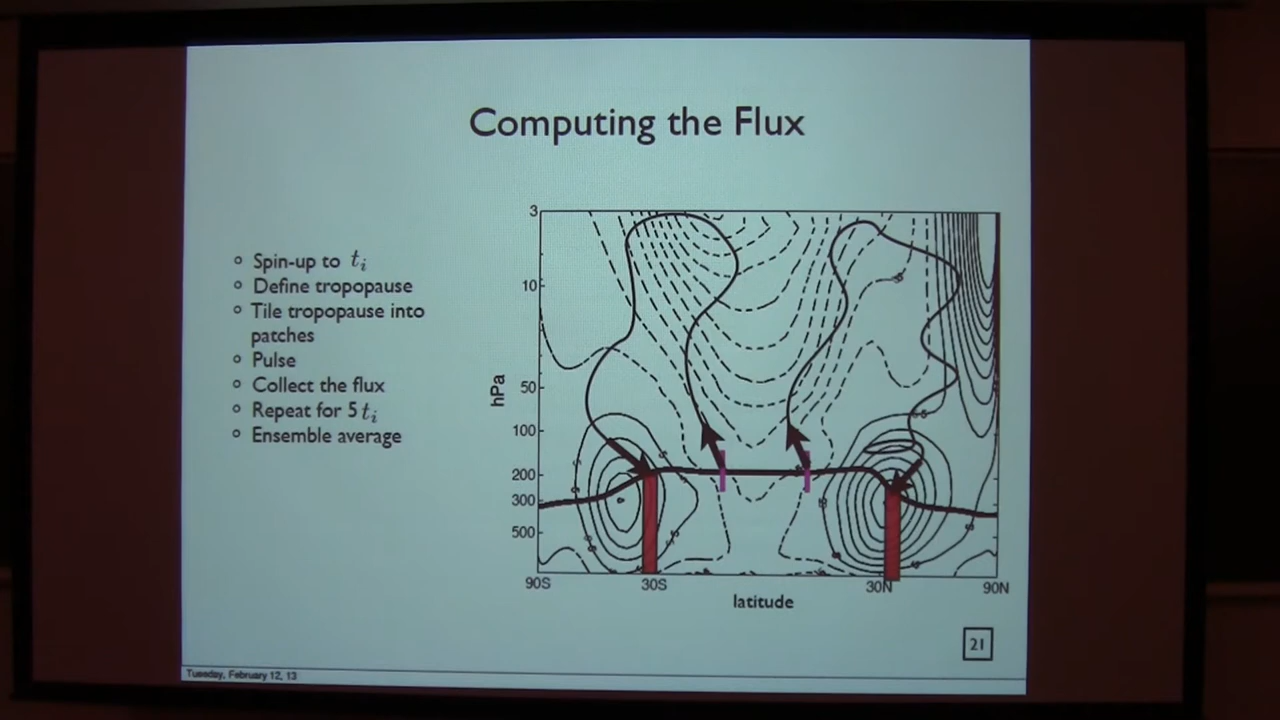 Computing the Flux
Spin-up to t_i
Define tropopause
Tile tropopause into
patches
Pulse
Collect the flux
Repeat for 5 t_i
Ensemble average
3
10
50
100
200
300
500
hPa
90S
30S
30N
90N
latitude
21
Tuesday, February 12, 13